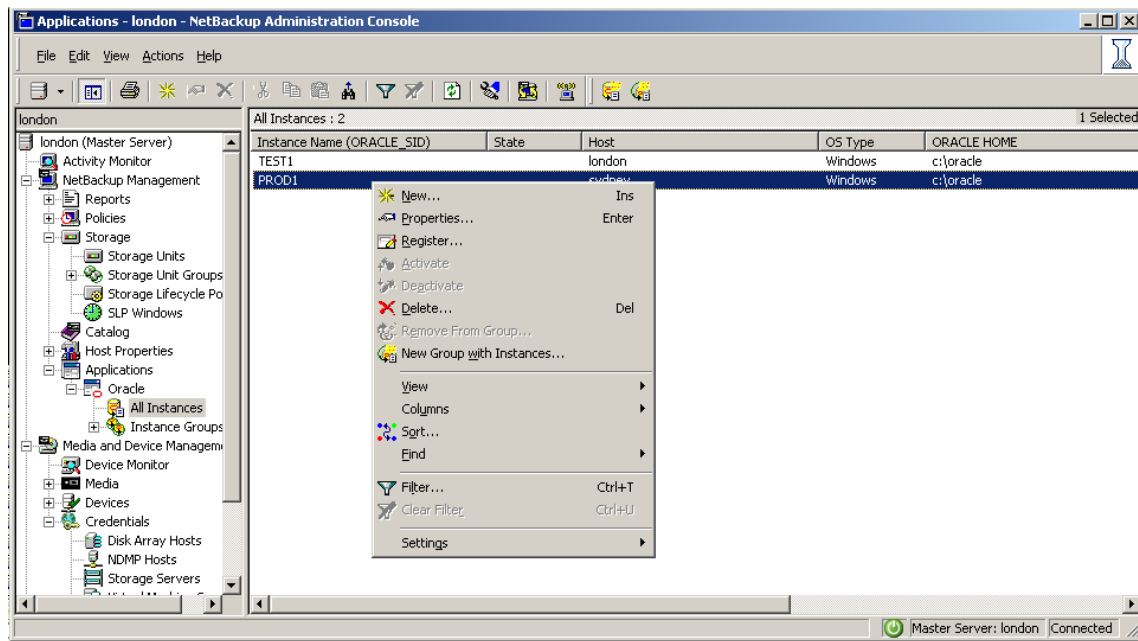 Applications - london - NetBackup Administration Console
File Edit View Actions Help
london
All Instances : 2 1 Selected
Instance Name (ORACLE_SID) State Host OS Type ORACLE HOME
TEST1 london Windows c:\oracle
PROD1 sydney Windows c:\oracle
london (Master Server)
Activity Monitor
NetBackup Management
Reports
Policies
Storage
Storage Units
Storage Unit Groups
Storage Lifecycle Po
SLP Windows
Catalog
Host Properties
Applications
Oracle
All Instances
Instance Groups
Media and Device Managem
Device Monitor
Media
Devices
Credentials
Disk Array Hosts
NDMP Hosts
Storage Servers
New... Ins
Properties... Enter
Register...
Activate
Deactivate
Delete... Del
Remove From Group...
New Group with Instances...
View
Columns
Sort...
Find
Filter... Ctrl+T
Clear Filter Ctrl+U
Settings
Master Server: london Connected